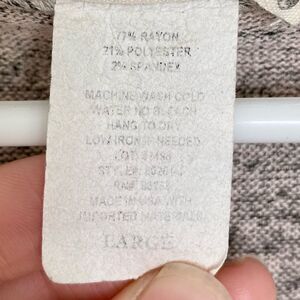 77% RAYON
21% POLYESTER
2% SPANDEX
MACHINE WASH COLD
WATER NO BLEACH
HANG TO DRY
LOW IRON IF NEEDED
LOT:
STYLE#:
RN#
MADE IN USA WITH
IMPORTED MATERIALS
LARGE